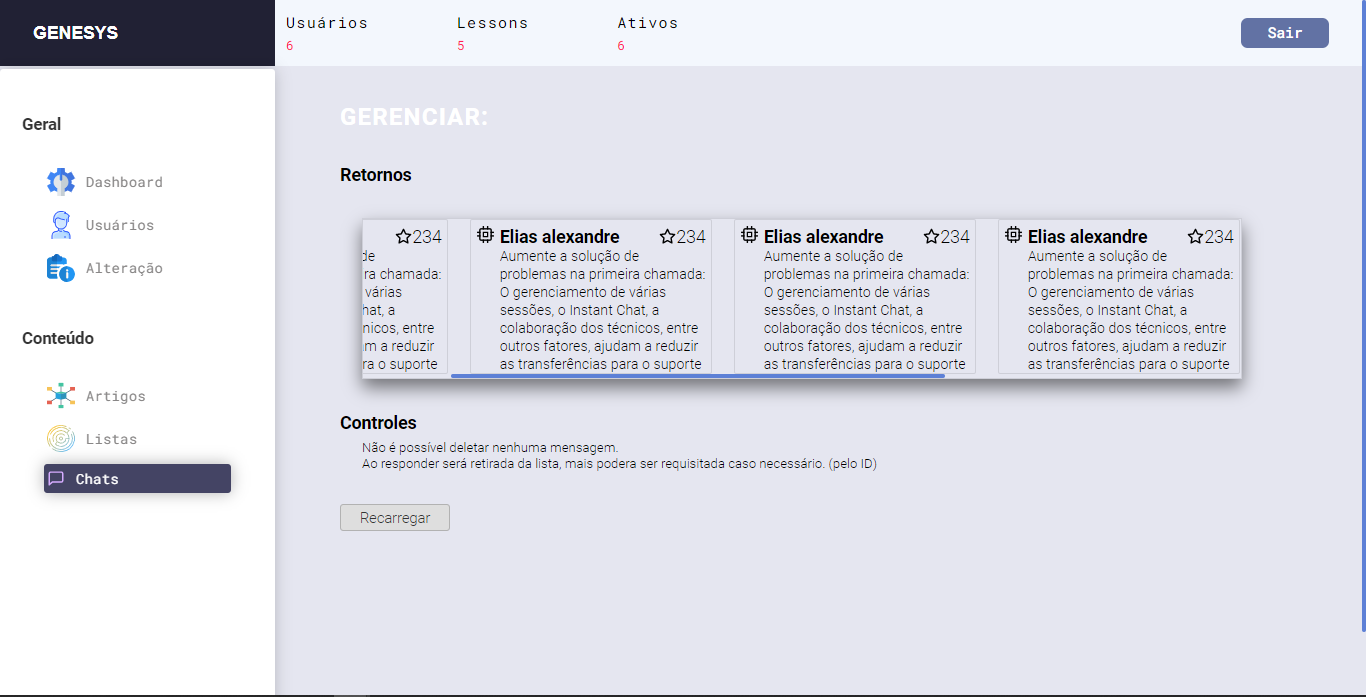 GENESYS
Usuários
6
Lessons
5
Ativos
6
Sair
Geral
Dashboard
Usuários
Alteração
Conteúdo
Artigos
Listas
Chats
GERENCIAR:
Retornos
234
de
ra chamada:
várias
hat, a
nicos, entre
m a reduzir
ra o suporte
Elias alexandre 234
Aumente a solução de
problemas na primeira chamada:
O gerenciamento de várias
sessões, o Instant Chat, a
colaboração dos técnicos, entre
outros fatores, ajudam a reduzir
as transferências para o suporte
Elias alexandre 234
Aumente a solução de
problemas na primeira chamada:
O gerenciamento de várias
sessões, o Instant Chat, a
colaboração dos técnicos, entre
outros fatores, ajudam a reduzir
as transferências para o suporte
Elias alexandre 234
Aumente a solução de
problemas na primeira chamada:
O gerenciamento de várias
sessões, o Instant Chat, a
colaboração dos técnicos, entre
outros fatores, ajudam a reduzir
as transferências para o suporte
Controles
Não é possível deletar nenhuma mensagem.
Ao responder será retirada da lista, mais podera ser requisitada caso necessário. (pelo ID)
Recarregar